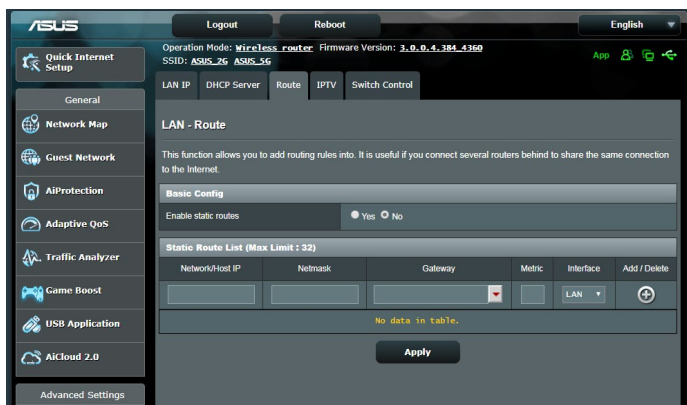 ASUS
Logout
Reboot
English
Quick Internet
Setup
Operation Mode: Wireless router Firmware Version: 3.0.0.4.384_4360
SSID: ASUS_2G ASUS_5G
App
General
Network Map
Guest Network
AiProtection
Adaptive QoS
Traffic Analyzer
Game Boost
USB Application
AiCloud 2.0
Advanced Settings
LAN IP DHCP Server Route IPTV Switch Control
LAN - Route
This function allows you to add routing rules into. It is useful if you connect several routers behind to share the same connection
to the Internet.
Basic Config
Enable static routes Yes No
Static Route List (Max Limit : 32)
Network/Host IP Netmask Gateway Metric Interface Add / Delete
LAN
No data in table.
Apply